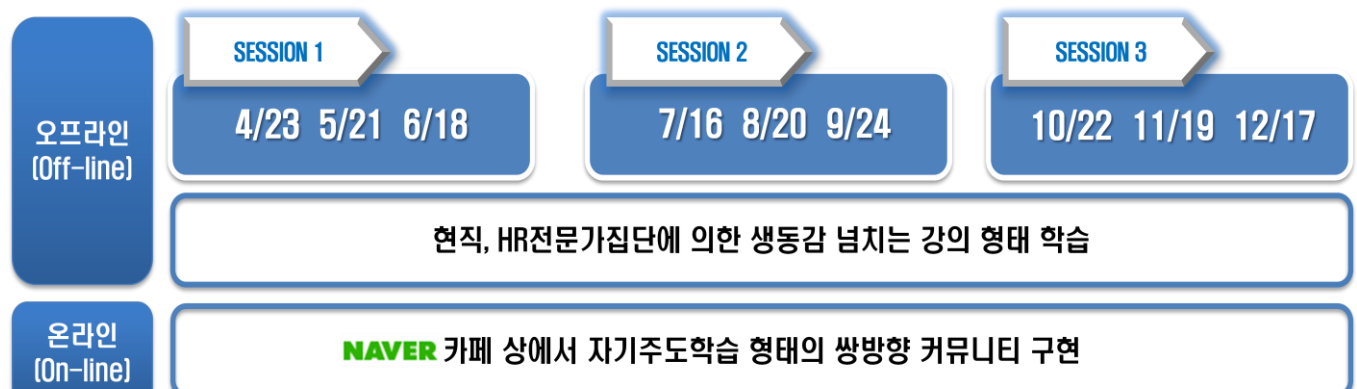 오프라인
(Off-line)
SESSION 1
4/23 5/21 6/18
SESSION 2
7/16 8/20 9/24
SESSION 3
10/22 11/19 12/17
현직, HR전문가집단에 의한 생동감 넘치는 강의 형태 학습
온라인
(On-line)
NAVER 카페 상에서 자기주도학습 형태의 쌍방향 커뮤니티 구현